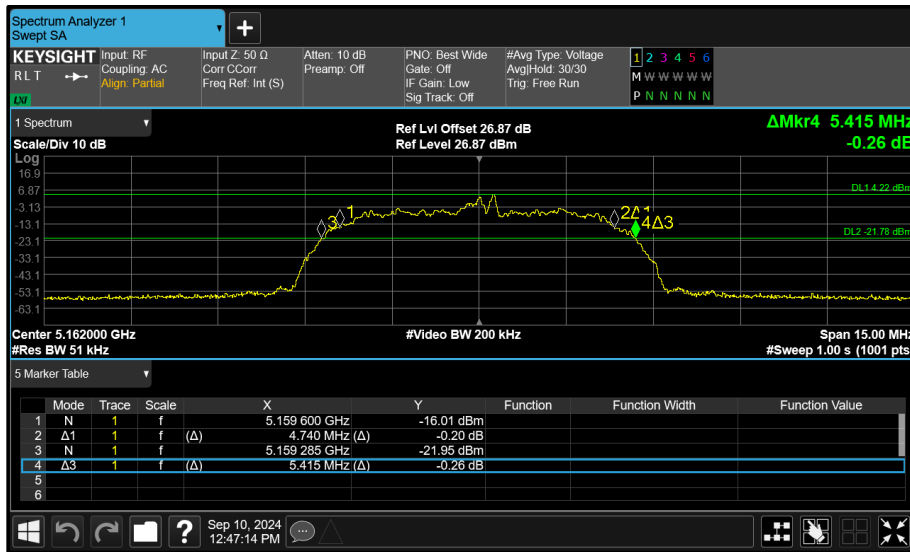 Spectrum Analyzer 1
Swept SA
KEYSIGHT
RLT
LXI
Input: RF
Coupling: AC
Align: Partial
Input Z: 50 Ω
Corr CCorr
Freq Ref: Int (S)
Atten: 10 dB
Preamp: Off
PNO: Best Wide
Gate: Off
IF Gain: Low
Sig Track: Off
#Avg Type: Voltage
Avg|Hold: 30/30
Trig: Free Run
1 2 3 4 5 6
M W W W W W
P N N N N N
1 Spectrum
Scale/Div 10 dB
Ref Lvl Offset 26.87 dB
Ref Level 26.87 dBm
ΔMkr4 5.415 MHz
-0.26 dB
Log
16.9
6.87
DL1 4.22 dBm
-3.13
3 1 2Δ1
-13.1
4Δ3
DL2 -21.78 dBm
-23.1
-33.1
-43.1
-53.1
-63.1
Center 5.162000 GHz #Video BW 200 kHz Span 15.00 MHz
#Res BW 51 kHz #Sweep 1.00 s (1001 pts
5 Marker Table
Mode Trace Scale X Y Function Function Width Function Value
1 N 1 f 5.159 600 GHz -16.01 dBm
2 Δ1 1 f (Δ) 4.740 MHz (Δ) -0.20 dB
3 N 1 f 5.159 285 GHz -21.95 dBm
4 Δ3 1 f (Δ) 5.415 MHz (Δ) -0.26 dB
5
6
?
Sep 10, 2024
12:47:14 PM